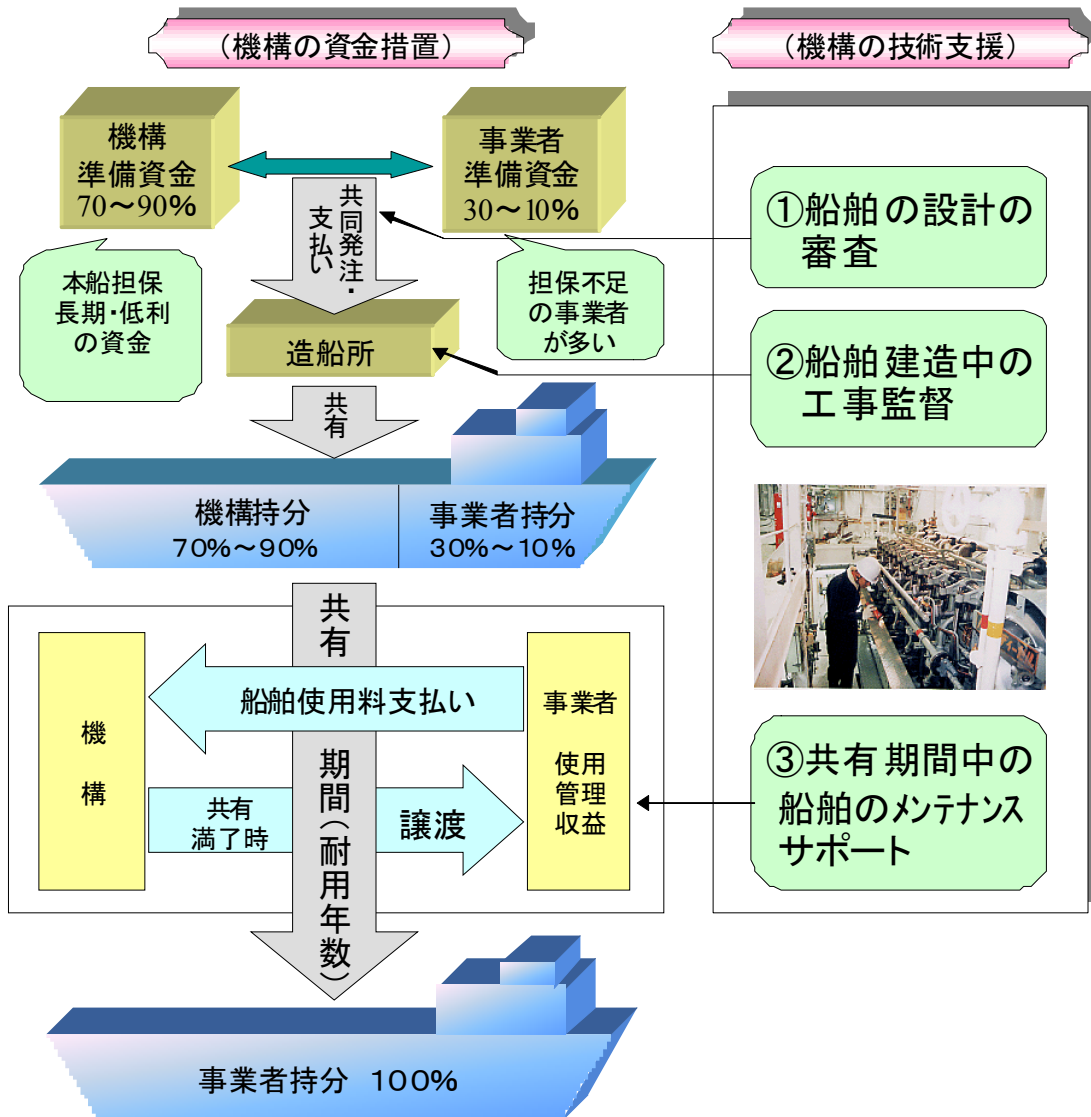 (機構の資金措置)
(機構の技術支援)
機構
準備資金
70～90%
事業者
準備資金
30～10%
共同発注・
支払い
本船担保
長期・低利
の資金
担保不足
の事業者
が多い
造船所
共有
機構持分
70%～90%
事業者持分
30%～10%
共有期間(耐用年数)
機構
船舶使用料支払い
共有
満了時
譲渡
事業者
使用
管理
収益
事業者持分 100%
①船舶の設計の
審査
②船舶建造中の
工事監督
③共有期間中の
船舶のメンテナンス
サポート